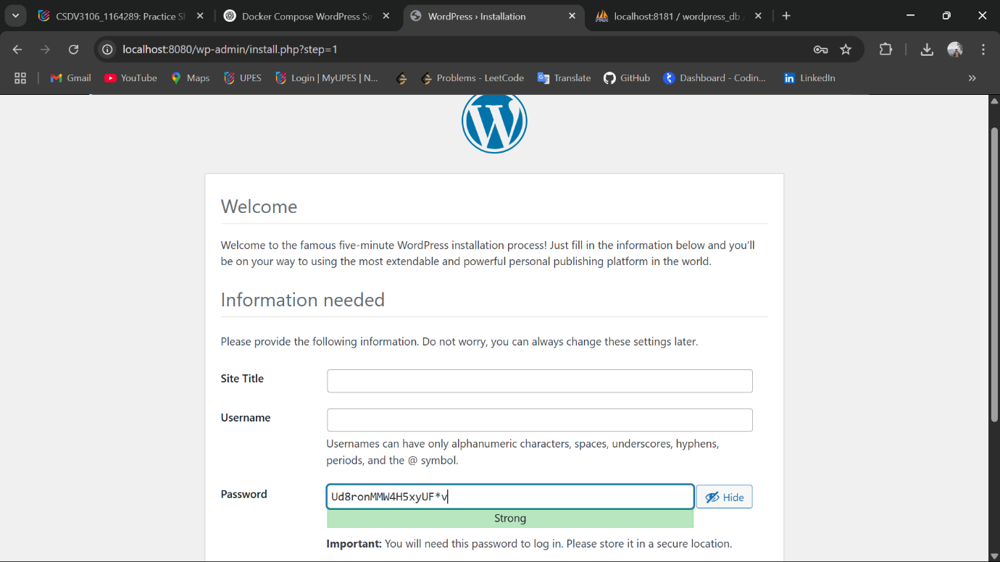 CSDV3106_1164289: Practice Sh
Docker Compose WordPress Se
WordPress › Installation
localhost:8181 / wordpress_db /
localhost:8080/wp-admin/install.php?step=1
Gmail
YouTube
Maps
UPES
Login | MyUPES | N...
Problems - LeetCode
Translate
GitHub
Dashboard - Codin...
LinkedIn
Welcome
Welcome to the famous five-minute WordPress installation process! Just fill in the information below and you’ll
be on your way to using the most extendable and powerful personal publishing platform in the world.
Information needed
Please provide the following information. Do not worry, you can always change these settings later.
Site Title
Username
Usernames can have only alphanumeric characters, spaces, underscores, hyphens,
periods, and the @ symbol.
Password
Ud8ronMMW4H5xyUF*v
Hide
Strong
Important: You will need this password to log in. Please store it in a secure location.